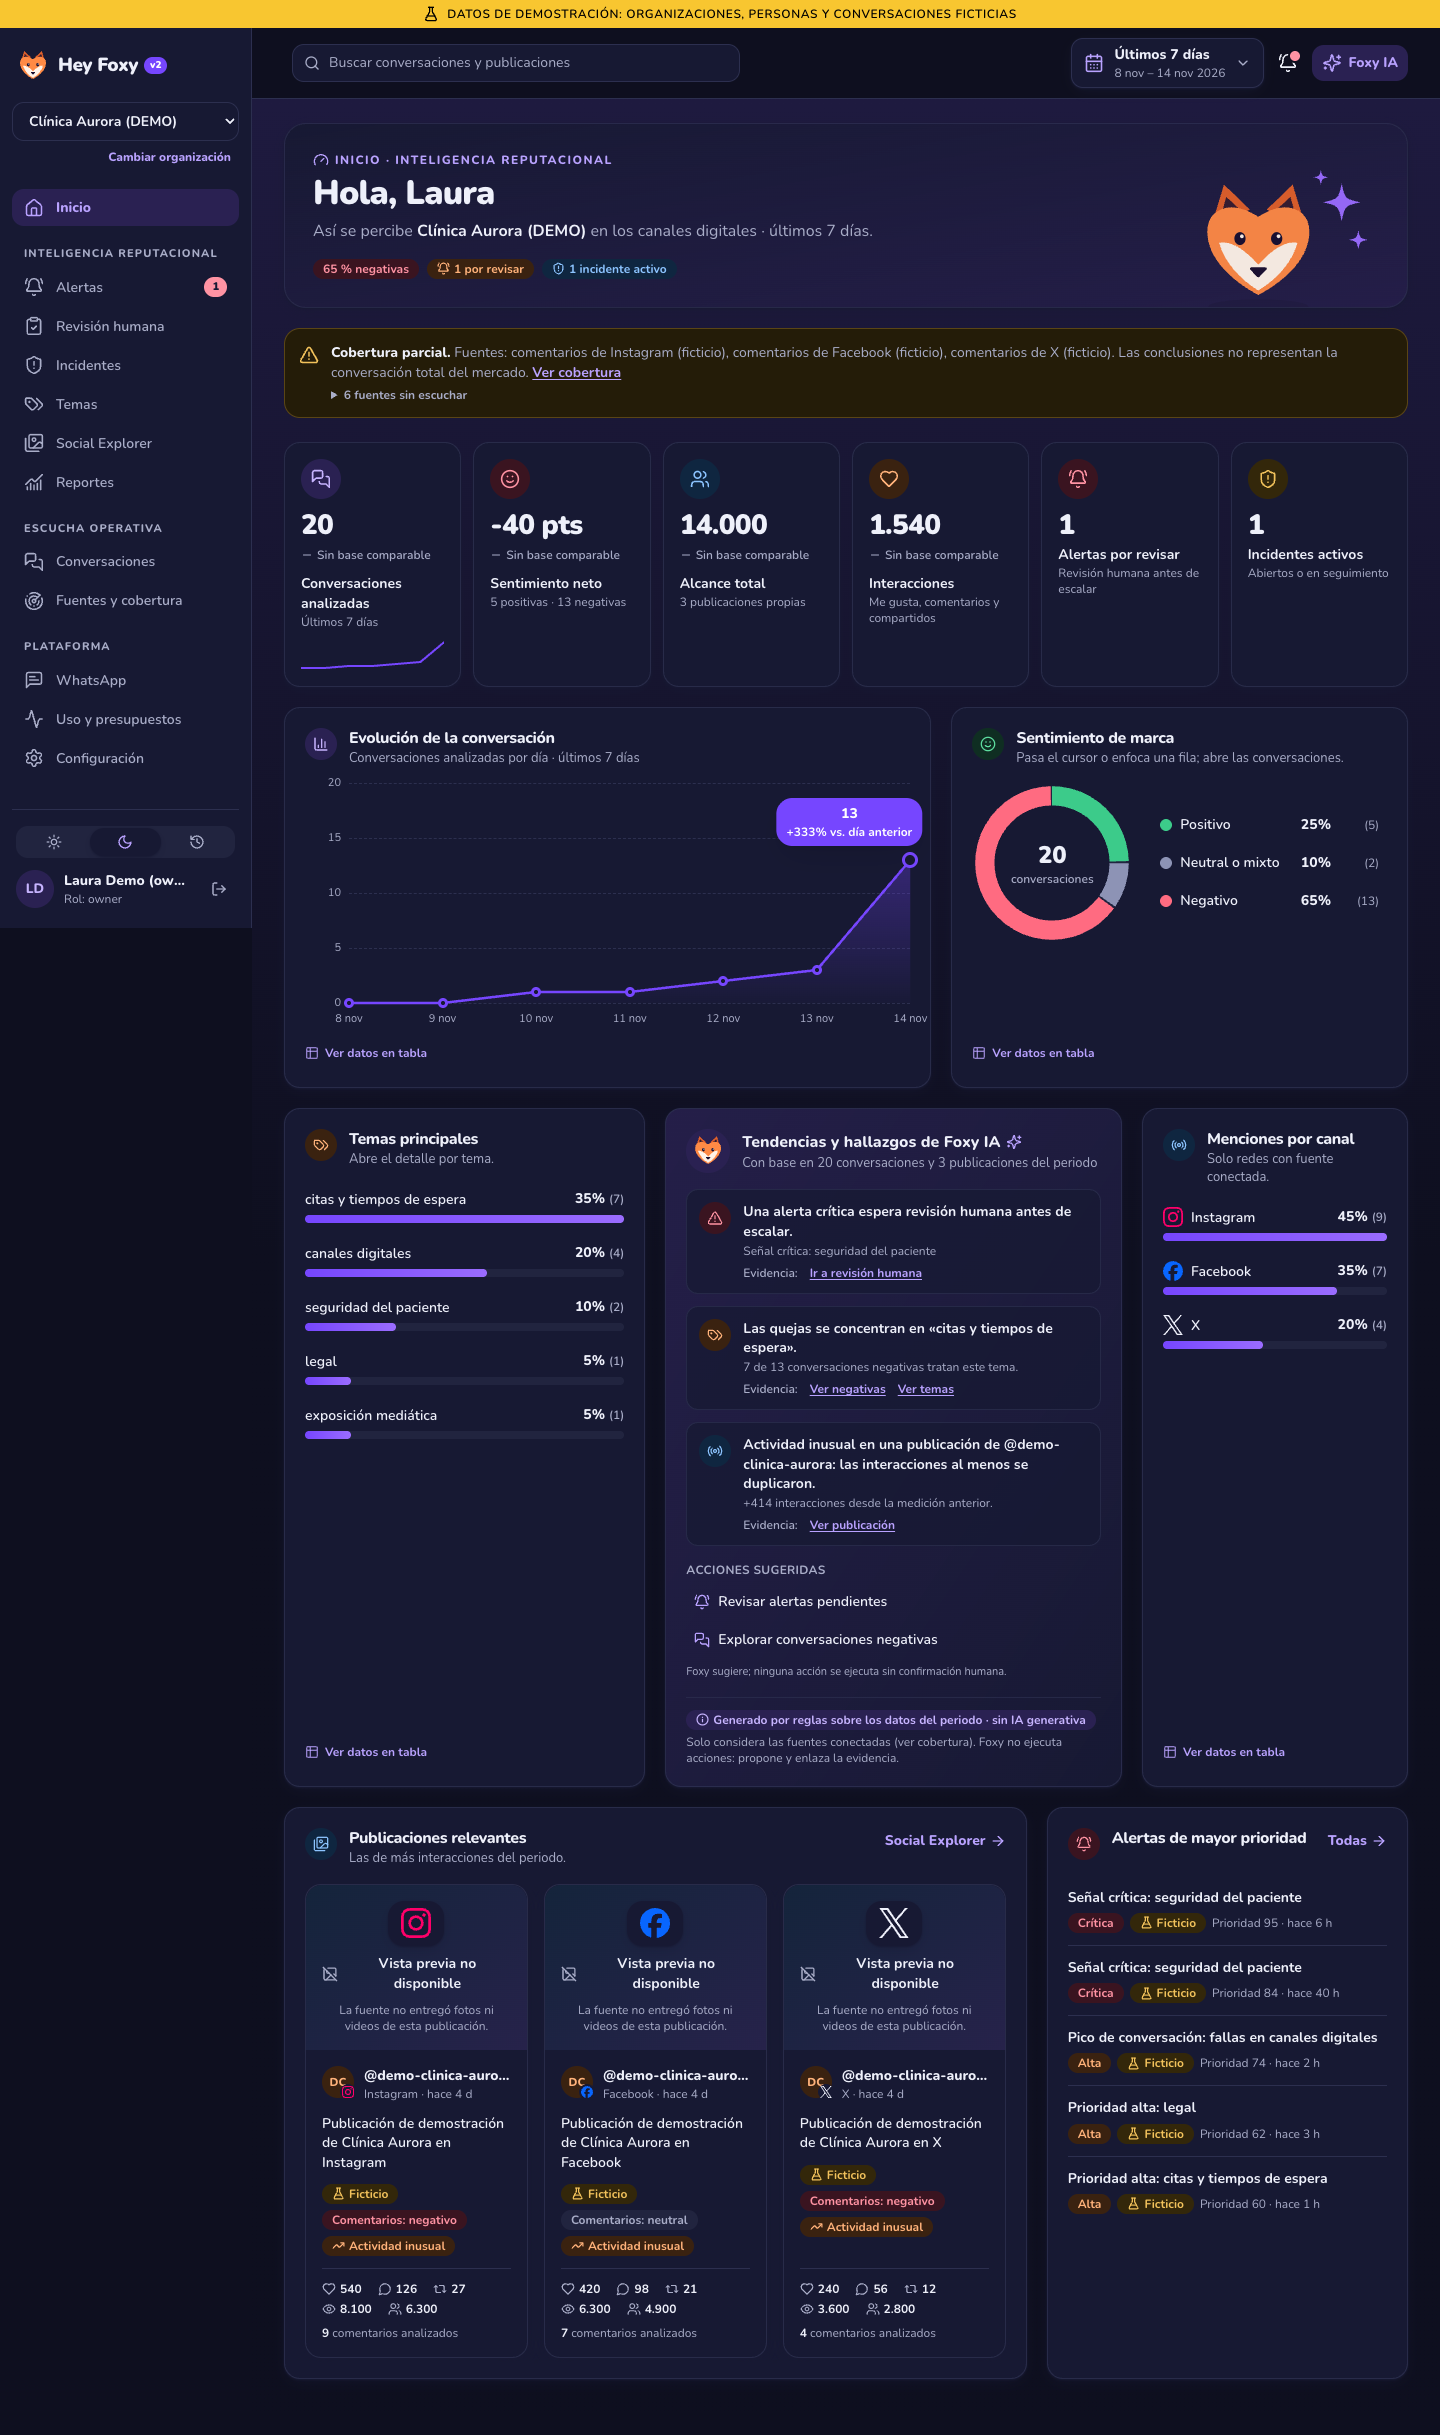 DATOS DE DEMOSTRACIÓN: ORGANIZACIONES, PERSONAS Y CONVERSACIONES FICTICIAS
Hey Foxy v2
Clínica Aurora (DEMO)
Cambiar organización
Inicio
INTELIGENCIA REPUTACIONAL
Alertas 1
Revisión humana
Incidentes
Temas
Social Explorer
Reportes
ESCUCHA OPERATIVA
Conversaciones
Fuentes y cobertura
PLATAFORMA
WhatsApp
Uso y presupuestos
Configuración
LD
Laura Demo (ow...
Rol: owner
Buscar conversaciones y publicaciones
Últimos 7 días
8 nov – 14 nov 2026
Foxy IA
INICIO · INTELIGENCIA REPUTACIONAL
Hola, Laura
Así se percibe Clínica Aurora (DEMO) en los canales digitales · últimos 7 días.
65 % negativas
1 por revisar
1 incidente activo
Cobertura parcial. Fuentes: comentarios de Instagram (ficticio), comentarios de Facebook (ficticio), comentarios de X (ficticio). Las conclusiones no representan la
conversación total del mercado. Ver cobertura
6 fuentes sin escuchar
20
— Sin base comparable
Conversaciones
analizadas
Últimos 7 días
-40 pts
— Sin base comparable
Sentimiento neto
5 positivas · 13 negativas
14.000
— Sin base comparable
Alcance total
3 publicaciones propias
1.540
— Sin base comparable
Interacciones
Me gusta, comentarios y
compartidos
1
Alertas por revisar
Revisión humana antes de
escalar
1
Incidentes activos
Abiertos o en seguimiento
Evolución de la conversación
Conversaciones analizadas por día · últimos 7 días
20
15
10
5
0
13
+333% vs. día anterior
8 nov
9 nov
10 nov
11 nov
12 nov
13 nov
14 nov
Ver datos en tabla
Sentimiento de marca
Pasa el cursor o enfoca una fila; abre las conversaciones.
20
conversaciones
Positivo 25% (5)
Neutral o mixto 10% (2)
Negativo 65% (13)
Ver datos en tabla
Temas principales
Abre el detalle por tema.
citas y tiempos de espera 35% (7)
canales digitales 20% (4)
seguridad del paciente 10% (2)
legal 5% (1)
exposición mediática 5% (1)
Ver datos en tabla
Tendencias y hallazgos de Foxy IA
Con base en 20 conversaciones y 3 publicaciones del periodo
Una alerta crítica espera revisión humana antes de
escalar.
Señal crítica: seguridad del paciente
Evidencia: Ir a revisión humana
Las quejas se concentran en «citas y tiempos de
espera».
7 de 13 conversaciones negativas tratan este tema.
Evidencia: Ver negativas Ver temas
Actividad inusual en una publicación de @demo-
clinica-aurora: las interacciones al menos se
duplicaron.
+414 interacciones desde la medición anterior.
Evidencia: Ver publicación
ACCIONES SUGERIDAS
Revisar alertas pendientes
Explorar conversaciones negativas
Foxy sugiere; ninguna acción se ejecuta sin confirmación humana.
Generado por reglas sobre los datos del periodo · sin IA generativa
Solo considera las fuentes conectadas (ver cobertura). Foxy no ejecuta
acciones: propone y enlaza la evidencia.
Menciones por canal
Solo redes con fuente
conectada.
Instagram 45% (9)
Facebook 35% (7)
X 20% (4)
Ver datos en tabla
Publicaciones relevantes
Las de más interacciones del periodo.
Social Explorer
Vista previa no
disponible
La fuente no entregó fotos ni
videos de esta publicación.
DC
@demo-clinica-auro...
Instagram · hace 4 d
Publicación de demostración
de Clínica Aurora en
Instagram
Ficticio
Comentarios: negativo
Actividad inusual
540 126 27
8.100 6.300
9 comentarios analizados
Vista previa no
disponible
La fuente no entregó fotos ni
videos de esta publicación.
DC
@demo-clinica-auro...
Facebook · hace 4 d
Publicación de demostración
de Clínica Aurora en
Facebook
Ficticio
Comentarios: neutral
Actividad inusual
420 98 21
6.300 4.900
7 comentarios analizados
Vista previa no
disponible
La fuente no entregó fotos ni
videos de esta publicación.
DC
@demo-clinica-auro...
X · hace 4 d
Publicación de demostración
de Clínica Aurora en X
Ficticio
Comentarios: negativo
Actividad inusual
240 56 12
3.600 2.800
4 comentarios analizados
Alertas de mayor prioridad
Todas
Señal crítica: seguridad del paciente
Crítica Ficticio Prioridad 95 · hace 6 h
Señal crítica: seguridad del paciente
Crítica Ficticio Prioridad 84 · hace 40 h
Pico de conversación: fallas en canales digitales
Alta Ficticio Prioridad 74 · hace 2 h
Prioridad alta: legal
Alta Ficticio Prioridad 62 · hace 3 h
Prioridad alta: citas y tiempos de espera
Alta Ficticio Prioridad 60 · hace 1 h